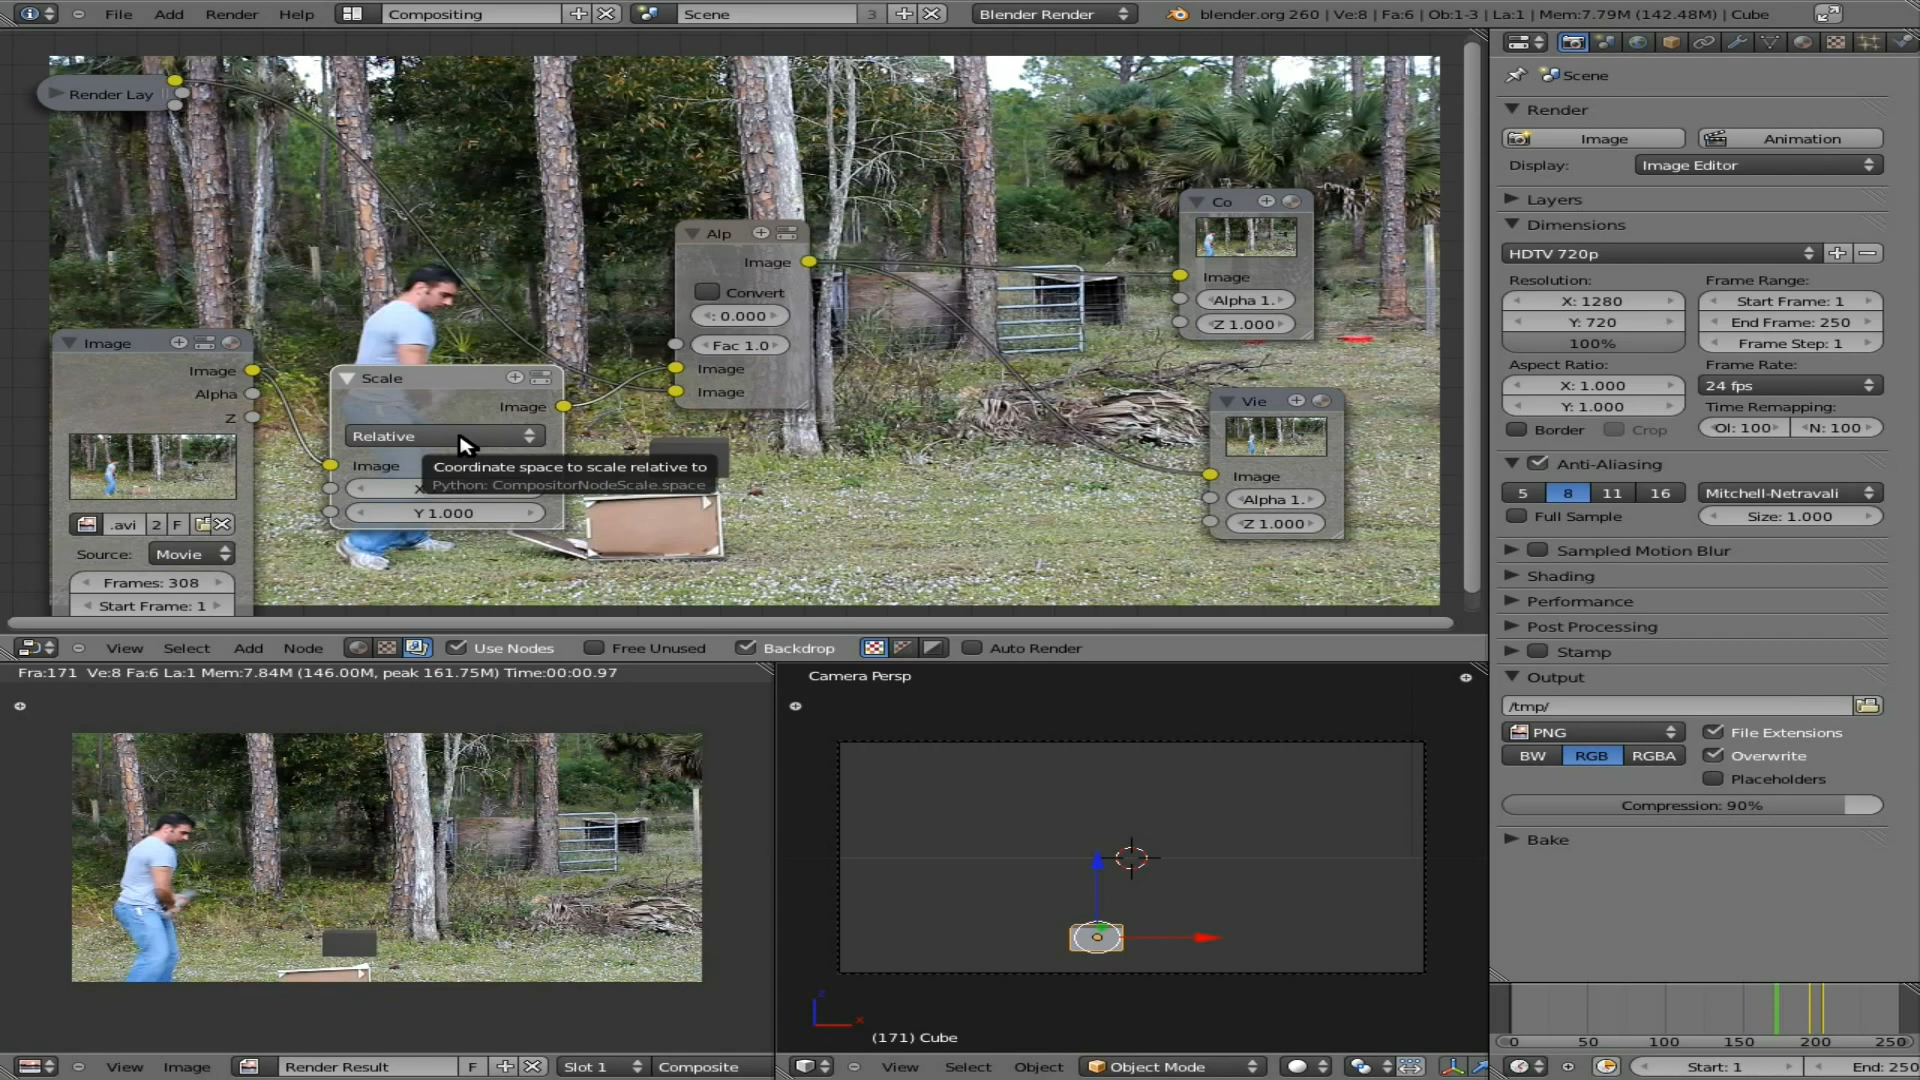 File Add Render Help Compositing Scene 3 Blender Render blender.org 260 | Ve:8 | Fa:6 | Ob:1-3 | La:1 | Mem:7.79M (142.48M) | Cube
Render Lay
Image
Image
Alpha
Z
.avi 2 F
Source: Movie
Frames: 308
Start Frame: 1
Scale
Image
Relative
Image
X
Y 1.000
Coordinate space to scale relative to
Python: CompositorNodeScale.space
Alp
Image
Convert
: 0.000
Fac 1.0
Image
Image
Co
Image
Alpha 1.
Z 1.000
Vie
Image
Alpha 1.
Z 1.000
View Select Add Node Use Nodes Free Unused Backdrop Auto Render
Fra:171 Ve:8 Fa:6 La:1 Mem:7.84M (146.00M, peak 161.75M) Time:00:00.97
View Image Render Result F Slot 1 Composite
Camera Persp
z
x
(171) Cube
View Select Object Object Mode
Scene
Render
Image Animation
Display: Image Editor
Layers
Dimensions
HDTV 720p
Resolution: Frame Range:
X: 1280 Start Frame: 1
Y: 720 End Frame: 250
100% Frame Step: 1
Aspect Ratio: Frame Rate:
X: 1.000 24 fps
Y: 1.000 Time Remapping:
Border Crop Ol: 100 N: 100
Anti-Aliasing
5 8 11 16 Mitchell-Netravali
Full Sample Size: 1.000
Sampled Motion Blur
Shading
Performance
Post Processing
Stamp
Output
/tmp/
PNG File Extensions
BW RGB RGBA Overwrite
Placeholders
Compression: 90%
Bake
0 50 100 150 200 250
Start: 1 End: 250